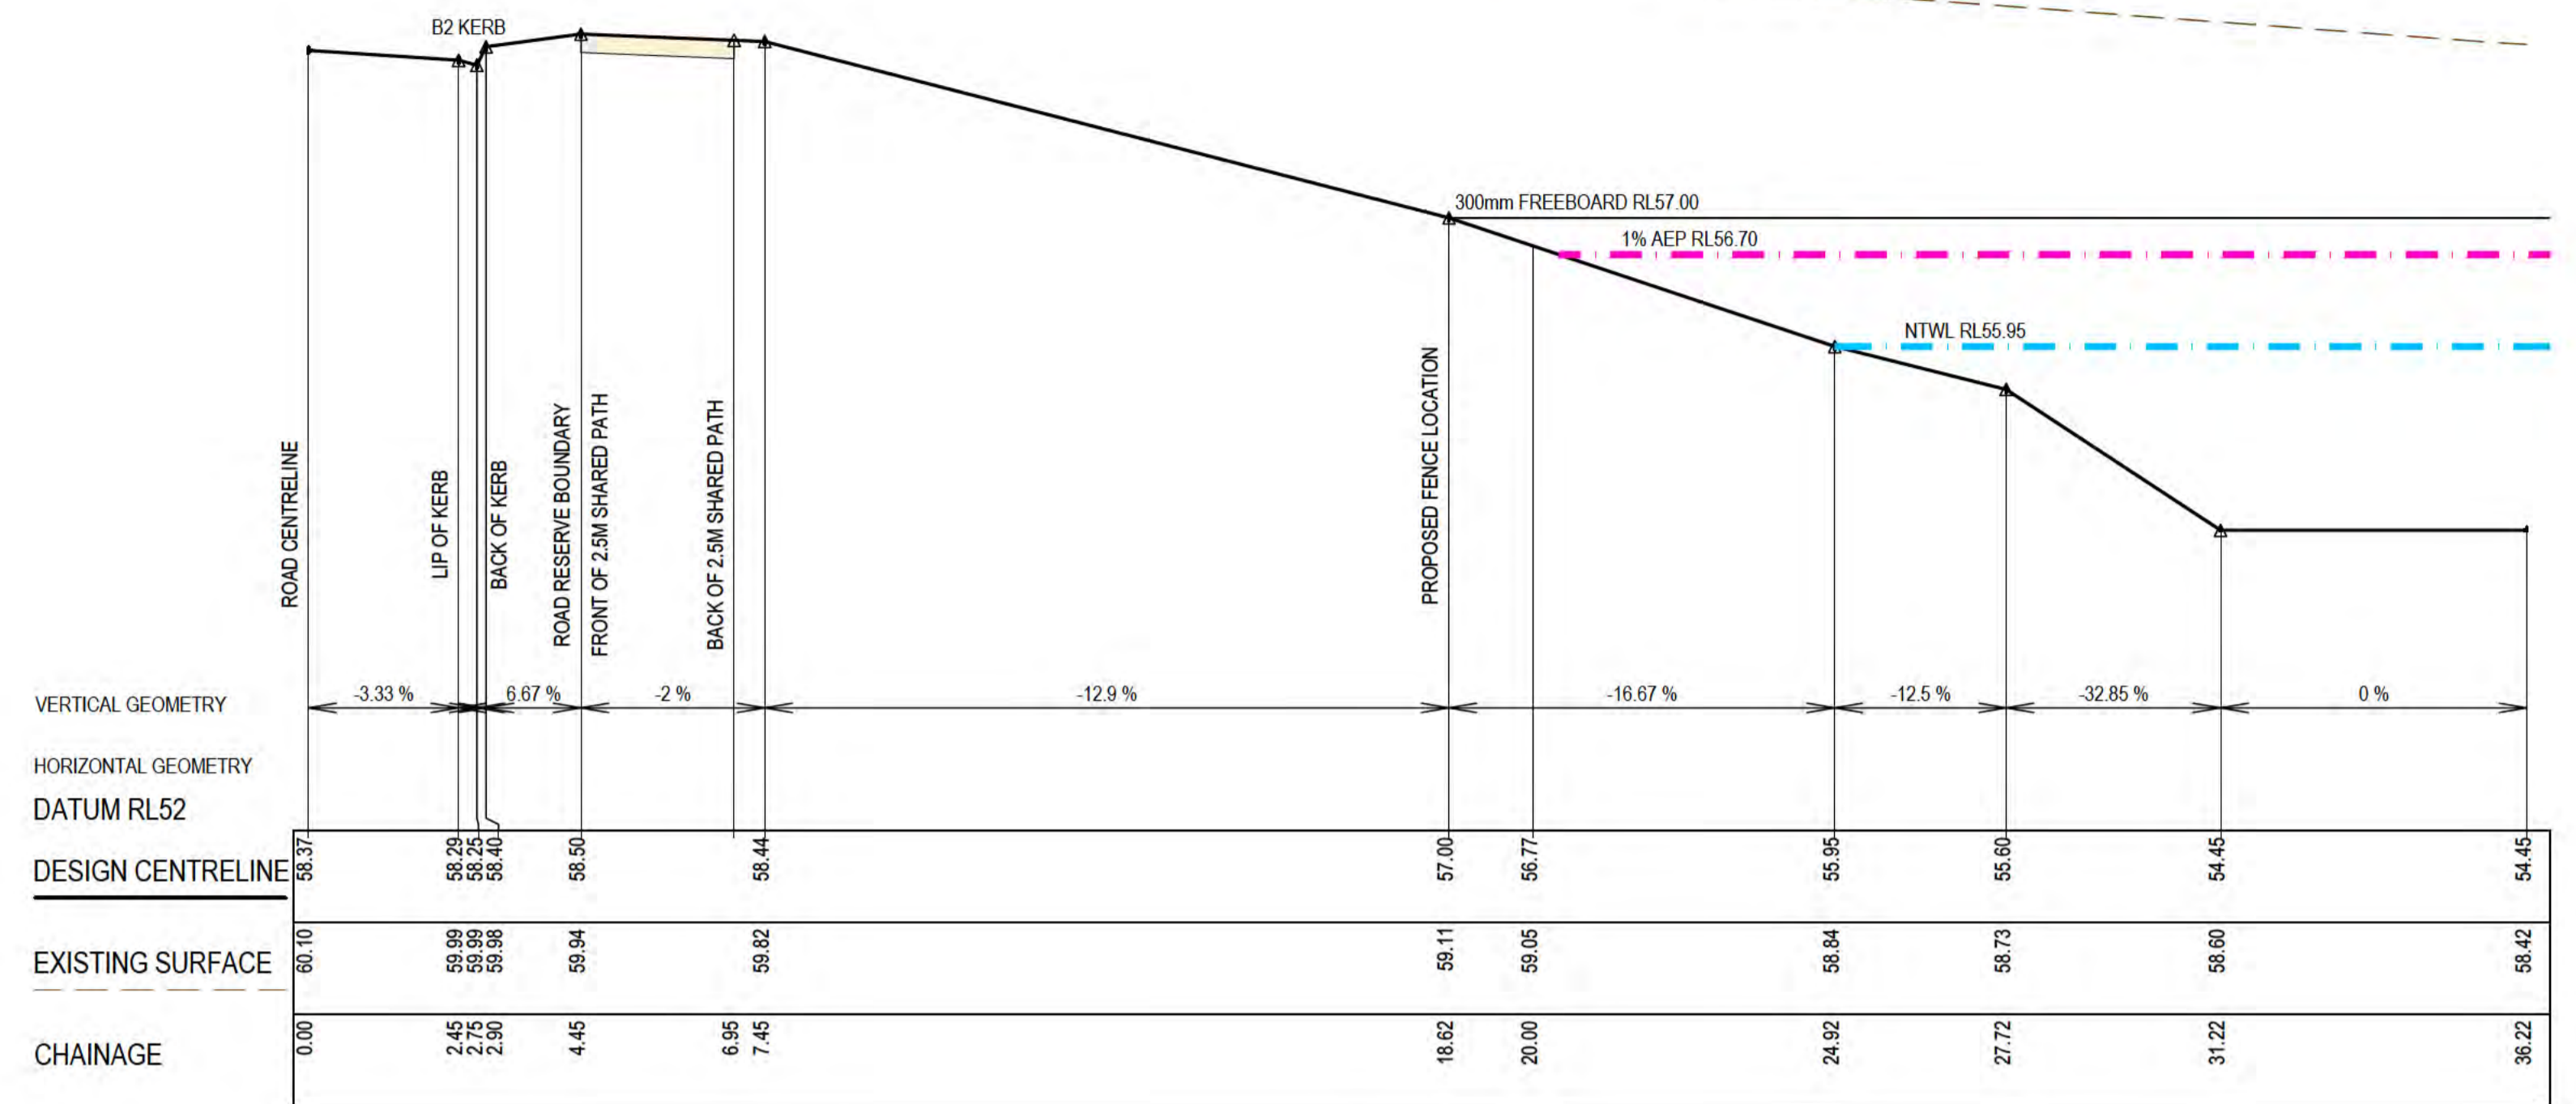 B2 KERB
300mm FREEBOARD RL57.00
1% AEP RL56.70
NTWL RL55.95
ROAD CENTRELINE
LIP OF KERB
BACK OF KERB
ROAD RESERVE BOUNDARY
FRONT OF 2.5M SHARED PATH
BACK OF 2.5M SHARED PATH
PROPOSED FENCE LOCATION
VERTICAL GEOMETRY -3.33 % 6.67 % -2 % -12.9 % -16.67 % -12.5 % -32.85 % 0 %
HORIZONTAL GEOMETRY
DATUM RL52
DESIGN CENTRELINE 58.37 58.29 58.25 58.40 58.50 58.44 57.00 56.77 55.95 55.60 54.45 54.45
EXISTING SURFACE 60.10 59.99 59.99 59.98 59.94 59.82 59.11 59.05 58.84 58.73 58.60 58.42
CHAINAGE 0.00 2.45 2.75 2.90 4.45 6.95 7.45 18.62 20.00 24.92 27.72 31.22 36.22